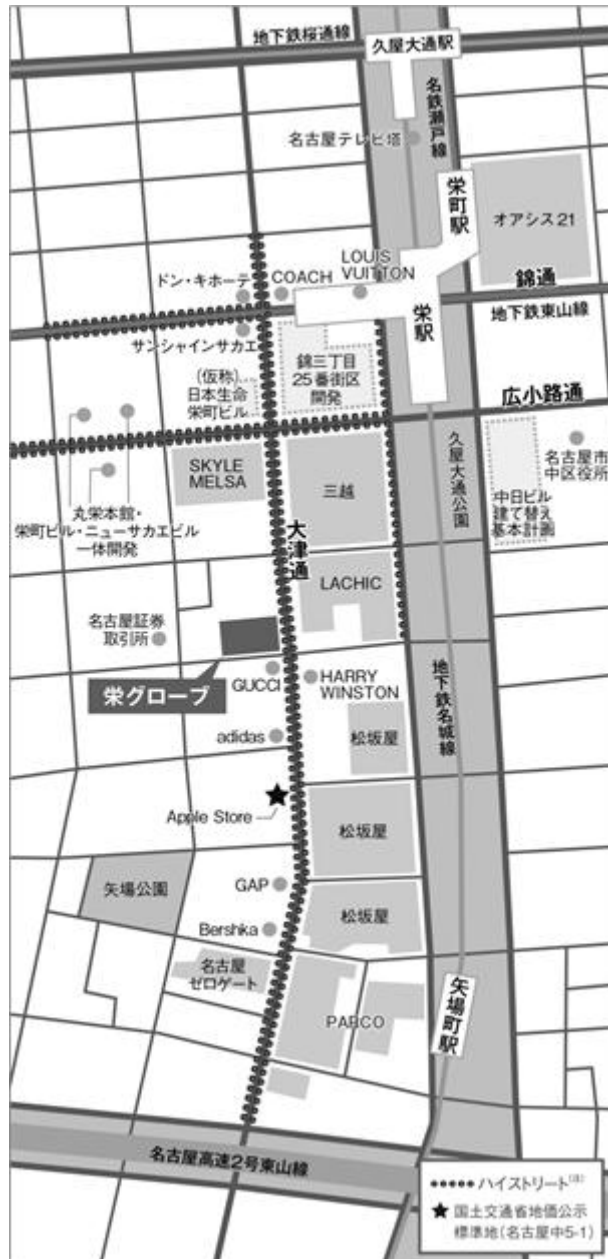 地下鉄桜通線
久屋大通駅
名鉄瀬戸線
名古屋テレビ塔
栄町駅
オアシス21
LOUIS
VUITTON
ドン・キホーテ
COACH
錦通
栄駅
地下鉄東山線
サンシャインサカエ
錦三丁目
25番街区
開発
(仮称)
日本生命
栄町ビル
広小路通
SKYLE
MELSA
三越
久屋大通公園
名古屋市
中区役所
中日ビル
建て替え
基本計画
丸栄本館・
栄町ビル・ニューサカエビル
一体開発
大津通
LACHIC
名古屋証券
取引所
栄グローブ
GUCCI
HARRY
WINSTON
地下鉄名城線
adidas
松坂屋
Apple Store
松坂屋
矢場公園
GAP
松坂屋
Bershka
名古屋
ゼロゲート
PARCO
矢場町駅
名古屋高速2号東山線
ハイストリート(注)
★ 国土交通省地価公示
標準地(名古屋中5-1)